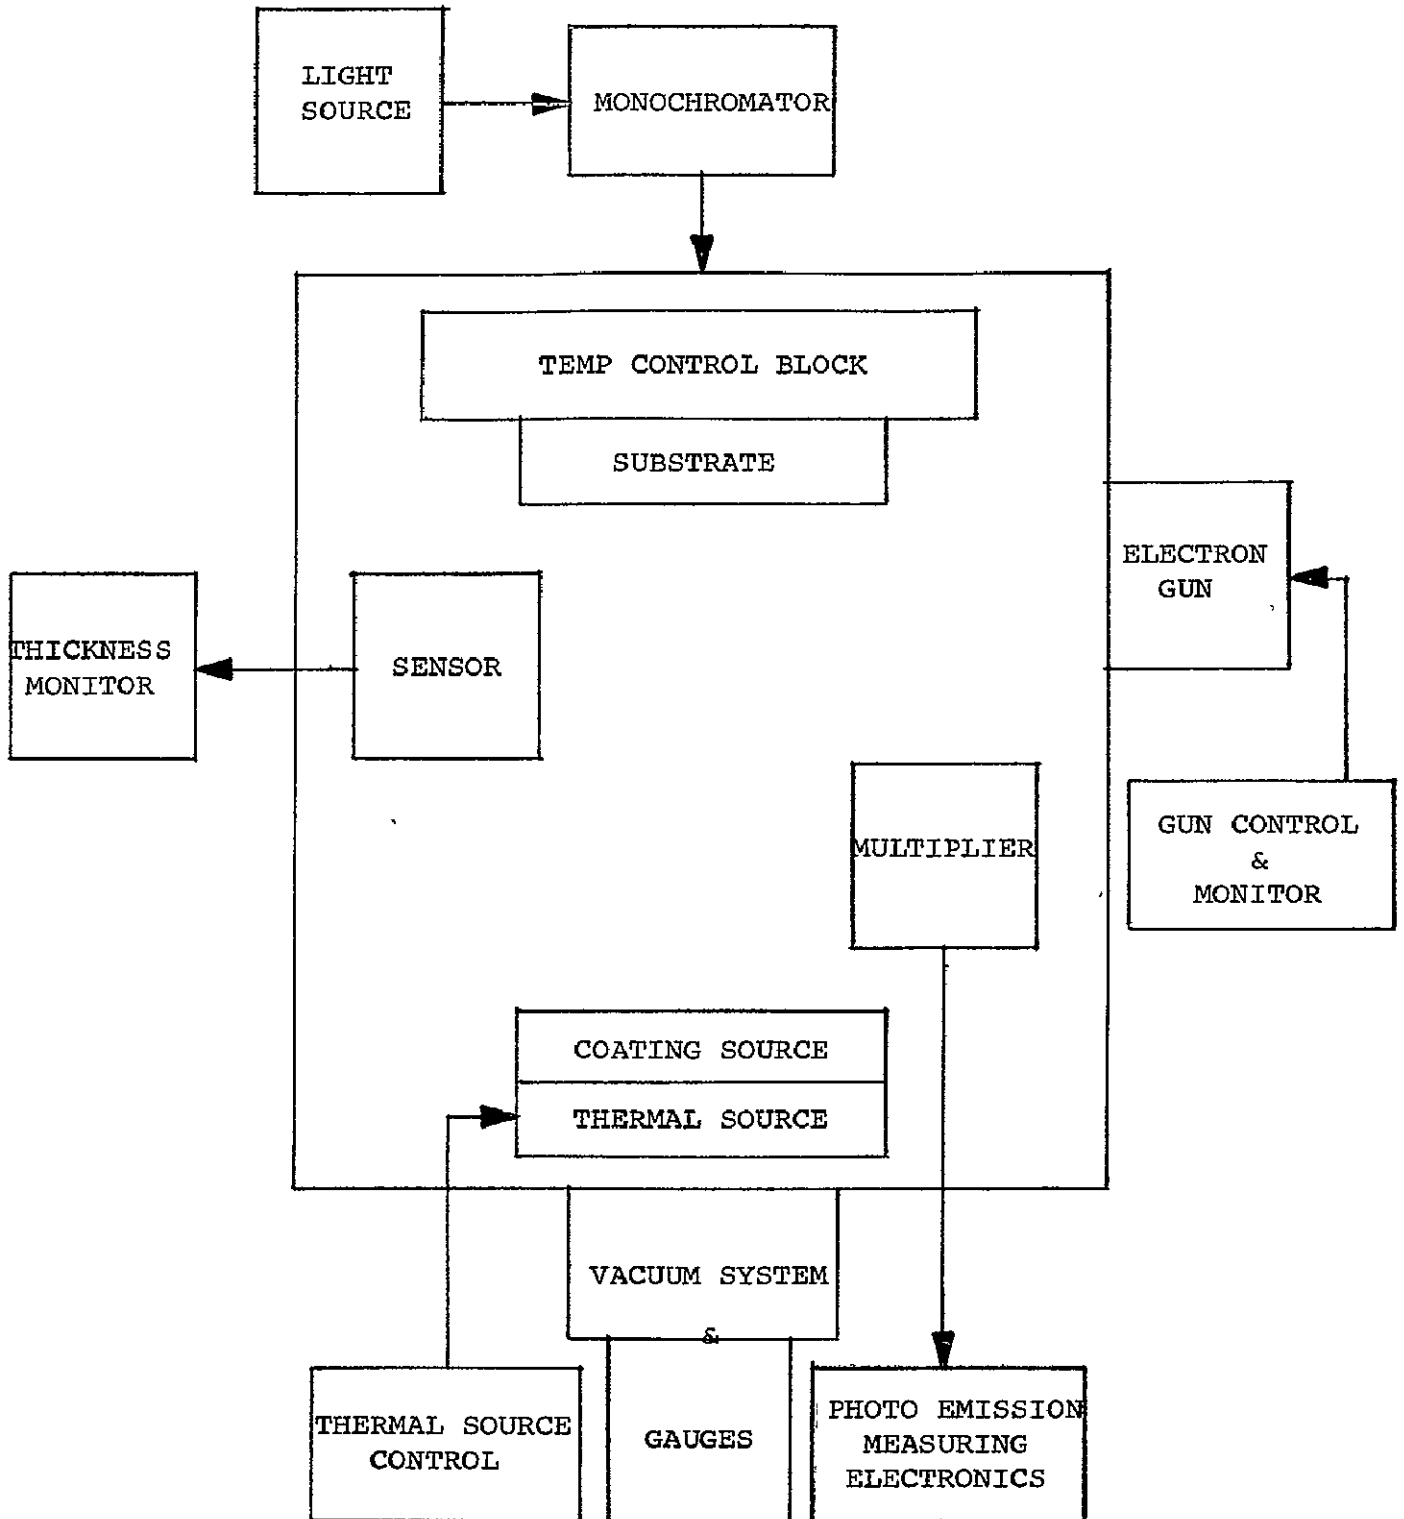 LIGHT
SOURCE
MONOCHROMATOR
TEMP CONTROL BLOCK
SUBSTRATE
ELECTRON
GUN
THICKNESS
MONITOR
SENSOR
MULTIPLIER
GUN CONTROL
&
MONITOR
COATING SOURCE
THERMAL SOURCE
VACUUM SYSTEM
&
GAUGES
THERMAL SOURCE
CONTROL
PHOTO EMISSION
MEASURING
ELECTRONICS